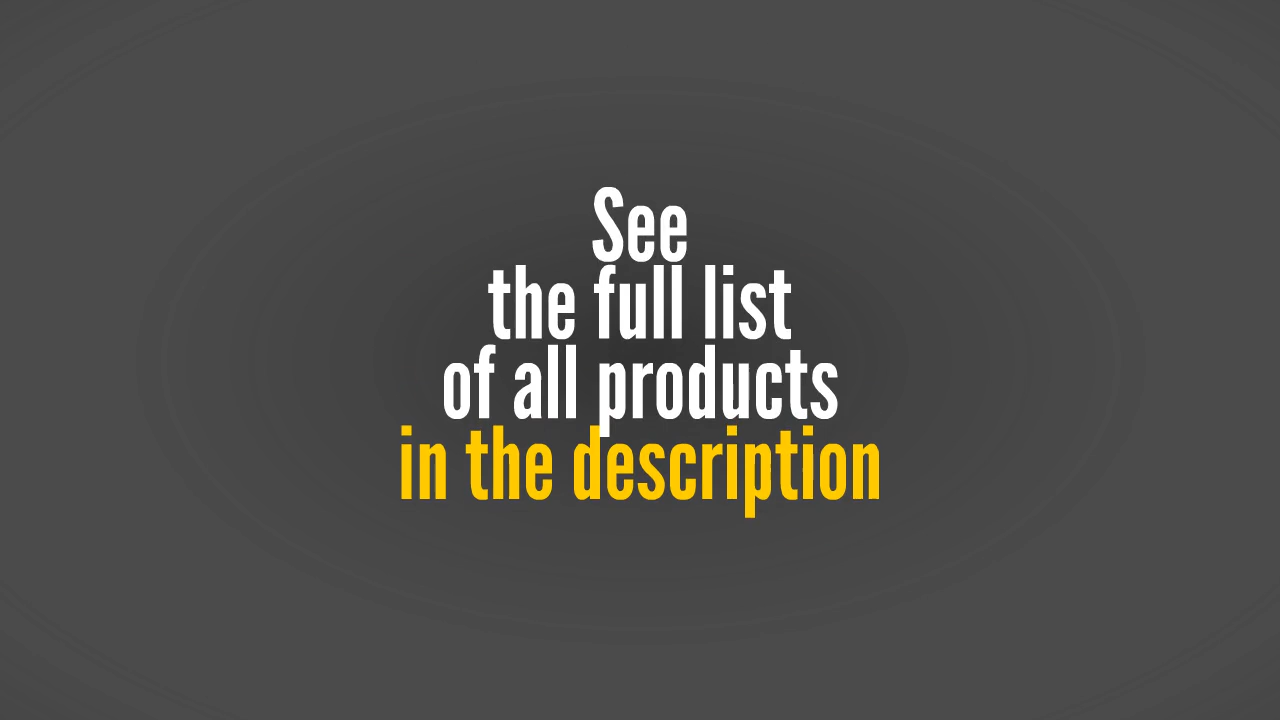 See
the full list
of all products
in the description